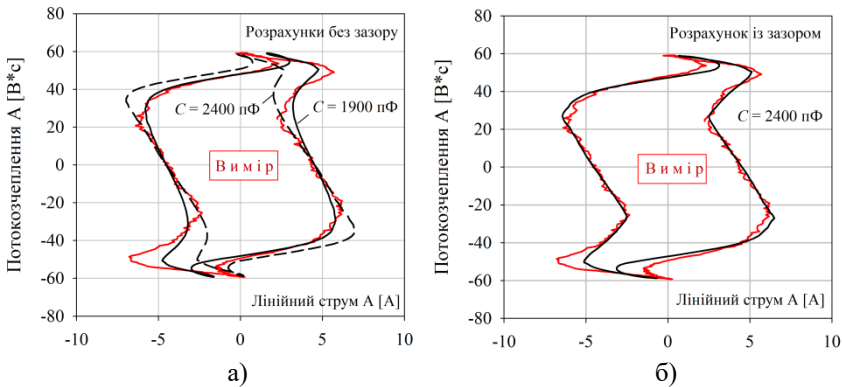 Розрахунки без зазору
C = 2400 пФ
C = 1900 пФ
В и м і р
Лінійний струм А [А]
Потокозчеплення А [В*с]
80
60
40
20
0
-20
-40
-60
-80
-10
-5
0
5
10
а)
Розрахунок із зазором
C = 2400 пФ
В и м і р
Лінійний струм А [А]
Потокозчеплення А [В*с]
80
60
40
20
0
-20
-40
-60
-80
-10
-5
0
5
10
б)